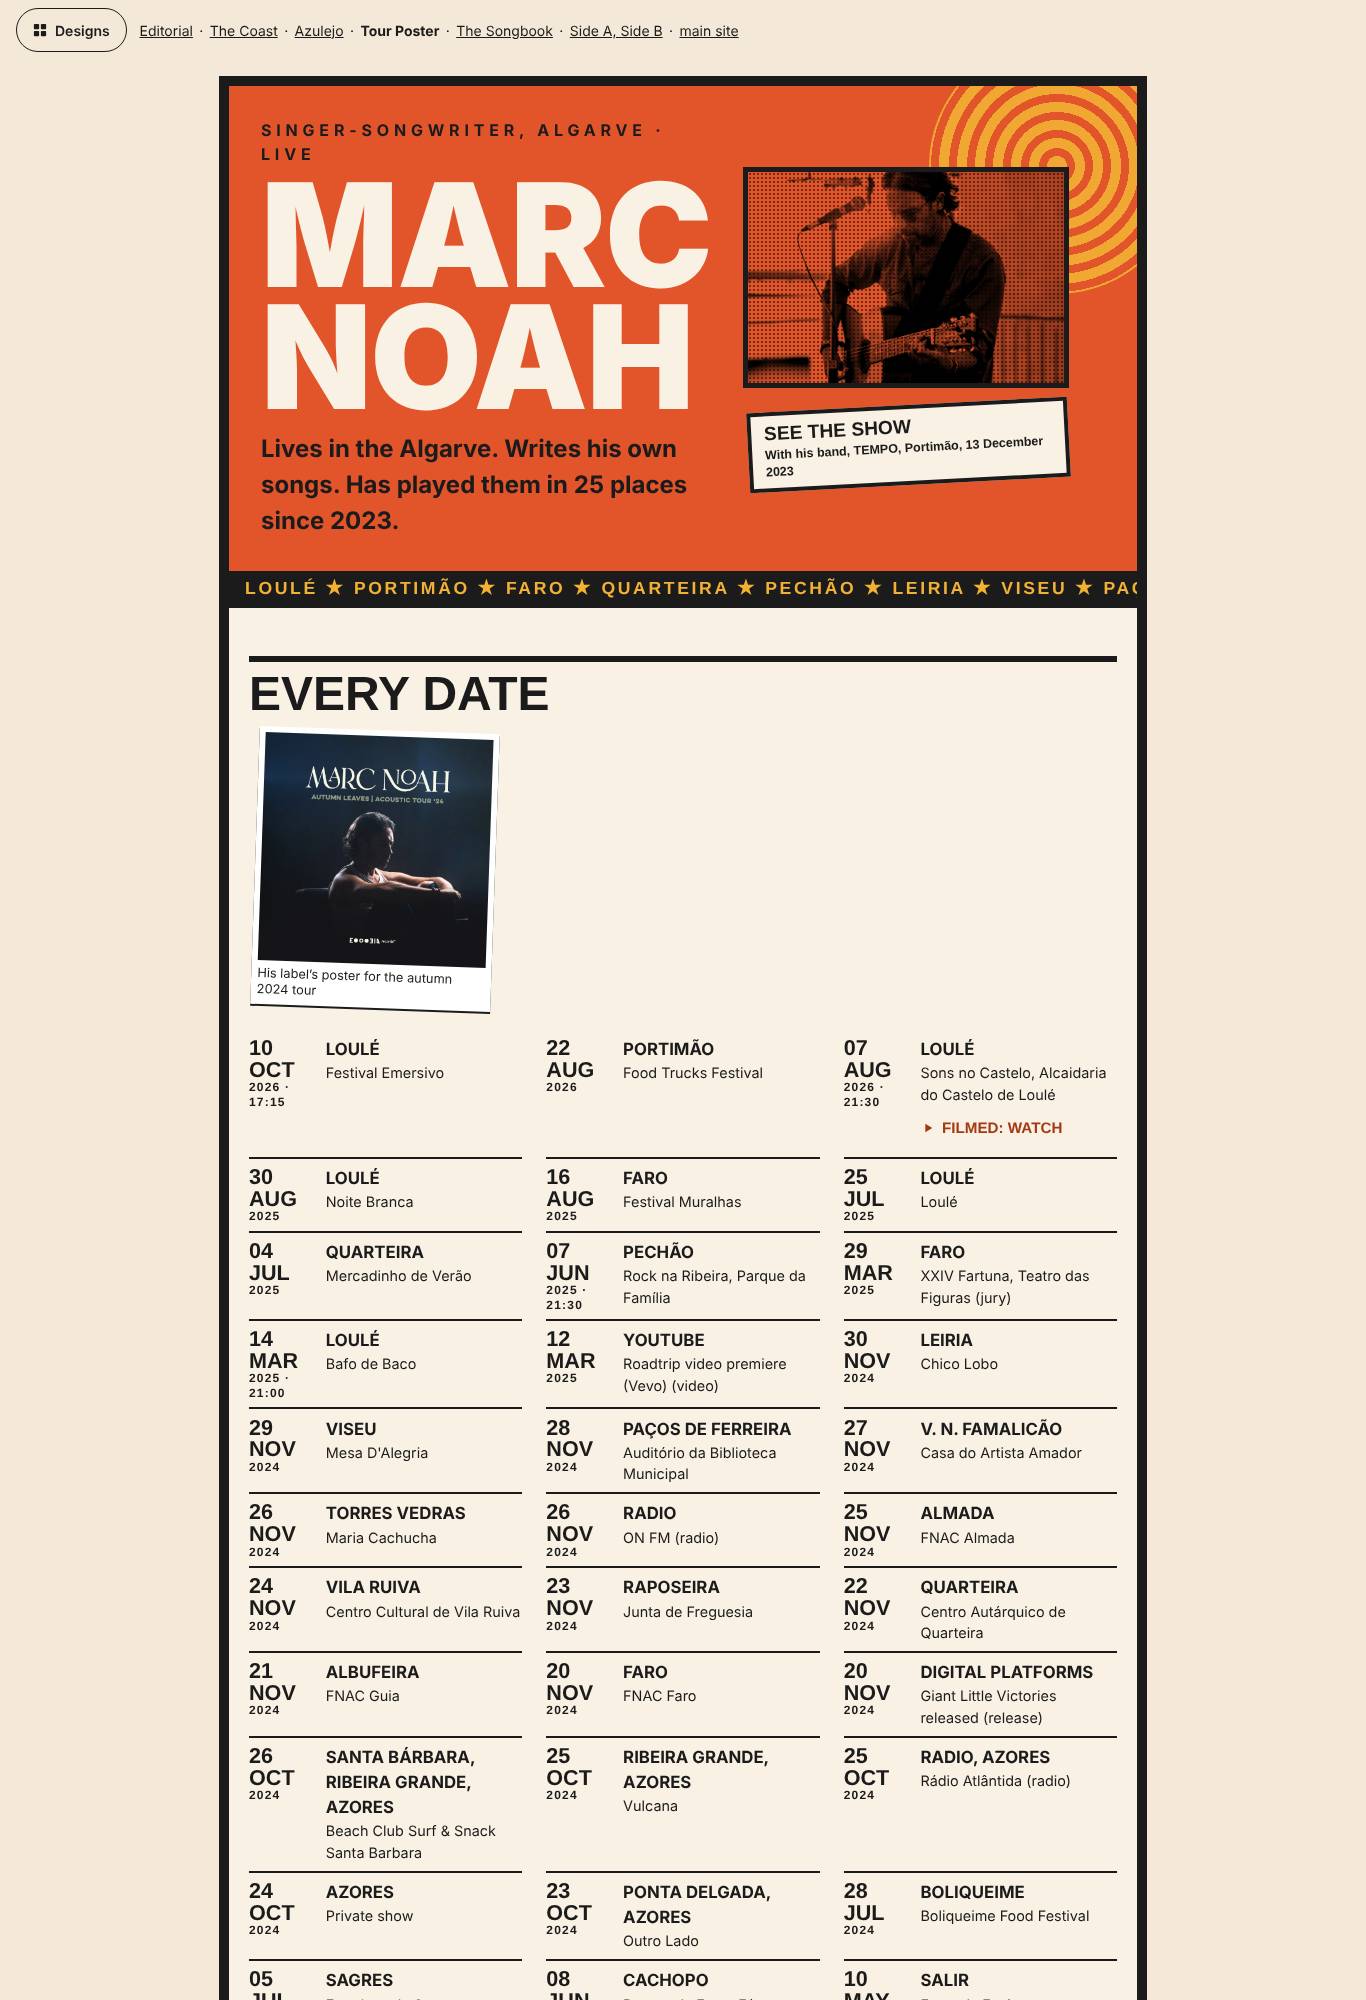 Designs Editorial · The Coast · Azulejo · Tour Poster · The Songbook · Side A, Side B · main site
SINGER-SONGWRITER, ALGARVE ·
LIVE
MARC
NOAH
Lives in the Algarve. Writes his own
songs. Has played them in 25 places
since 2023.
SEE THE SHOW
With his band, TEMPO, Portimão, 13 December
2023
LOULÉ ★ PORTIMÃO ★ FARO ★ QUARTEIRA ★ PECHÃO ★ LEIRIA ★ VISEU ★
EVERY DATE
MARC NOAH
AUTUMN LEAVES | ACOUSTIC TOUR '24
His label's poster for the autumn
2024 tour
10
OCT
2026 ·
17:15
LOULÉ
Festival Emersivo
22
AUG
2026
PORTIMÃO
Food Trucks Festival
07
AUG
2026 ·
21:30
LOULÉ
Sons no Castelo, Alcaidaria
do Castelo de Loulé
FILMED: WATCH
30
AUG
2025
LOULÉ
Noite Branca
16
AUG
2025
FARO
Festival Muralhas
25
JUL
2025
LOULÉ
Loulé
04
JUL
2025
QUARTEIRA
Mercadinho de Verão
07
JUN
2025 ·
21:30
PECHÃO
Rock na Ribeira, Parque da
Família
29
MAR
2025
FARO
XXIV Fartuna, Teatro das
Figuras (jury)
14
MAR
2025 ·
21:00
LOULÉ
Bafo de Baco
12
MAR
2025
YOUTUBE
Roadtrip video premiere
(Vevo) (video)
30
NOV
2024
LEIRIA
Chico Lobo
29
NOV
2024
VISEU
Mesa D'Alegria
28
NOV
2024
PAÇOS DE FERREIRA
Auditório da Biblioteca
Municipal
27
NOV
2024
V. N. FAMALICÃO
Casa do Artista Amador
26
NOV
2024
TORRES VEDRAS
Maria Cachucha
26
NOV
2024
RADIO
ON FM (radio)
25
NOV
2024
ALMADA
FNAC Almada
24
NOV
2024
VILA RUIVA
Centro Cultural de Vila Ruiva
23
NOV
2024
RAPOSEIRA
Junta de Freguesia
22
NOV
2024
QUARTEIRA
Centro Autárquico de
Quarteira
21
NOV
2024
ALBUFEIRA
FNAC Guia
20
NOV
2024
FARO
FNAC Faro
20
NOV
2024
DIGITAL PLATFORMS
Giant Little Victories
released (release)
26
OCT
2024
SANTA BÁRBARA,
RIBEIRA GRANDE,
AZORES
Beach Club Surf & Snack
Santa Barbara
25
OCT
2024
RIBEIRA GRANDE,
AZORES
Vulcana
25
OCT
2024
RADIO, AZORES
Rádio Atlântida (radio)
24
OCT
2024
AZORES
Private show
23
OCT
2024
PONTA DELGADA,
AZORES
Outro Lado
28
JUL
2024
BOLIQUEIME
Boliqueime Food Festival
05
JUL
SAGRES
08
JUN
CACHOPO
10
MAY
SALIR